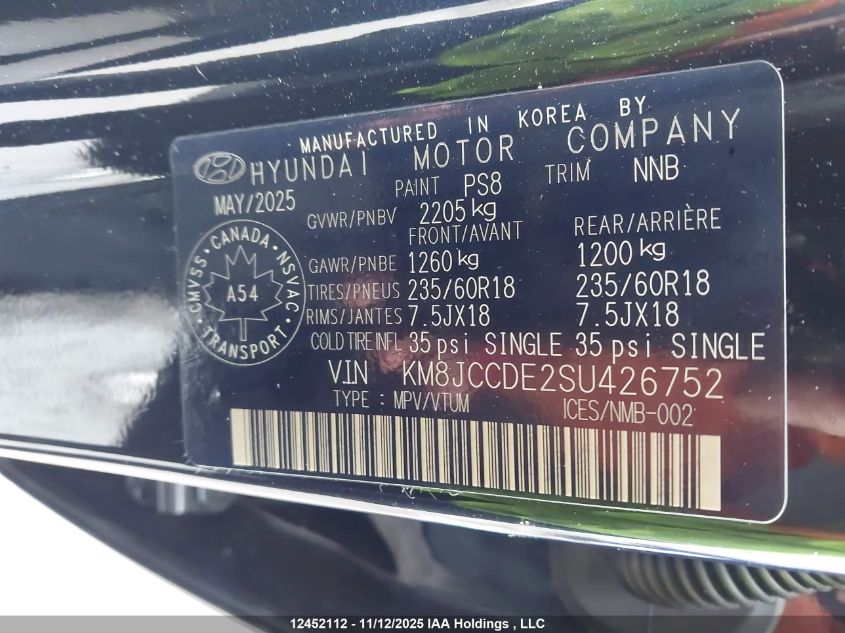 MANUFACTURED IN KOREA BY
HYUNDAI MOTOR COMPANY
MAY/2025 PAINT PS8 TRIM NNB
GVWR/PNBV 2205 kg
FRONT/AVANT REAR/ARRIÈRE
GAWR/PNBE 1260 kg 1200 kg
TIRES/PNEUS 235/60R18 235/60R18
RIMS/JANTES 7.5JX18 7.5JX18
COLD TIRE INFL 35 psi SINGLE 35 psi SINGLE
CMVSS • CANADA • NSVAC • TRANSPORT •
A54
VIN KM8JCCDE2SU426752
TYPE : MPV/VTUM ICES/NMB-002
12452112 - 11/12/2025 IAA Holdings , LLC